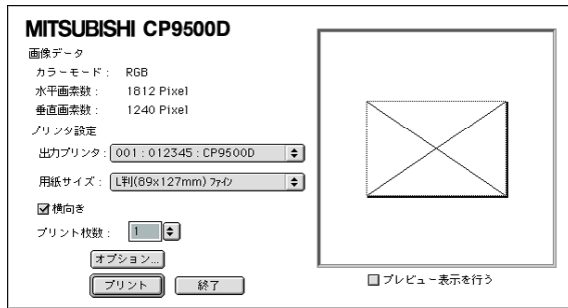 MITSUBISHI CP9500D
画像データ
カラーモード： RGB
水平画素数： 1812 Pixel
垂直画素数： 1240 Pixel
プリンタ設定
出力プリンタ： 001 : 012345 : CP9500D
用紙サイズ： L判(89x127mm) ﾌｧｲﾝ
横向き
プリント枚数： 1
オプション...
プリント 終了
プレビュー表示を行う